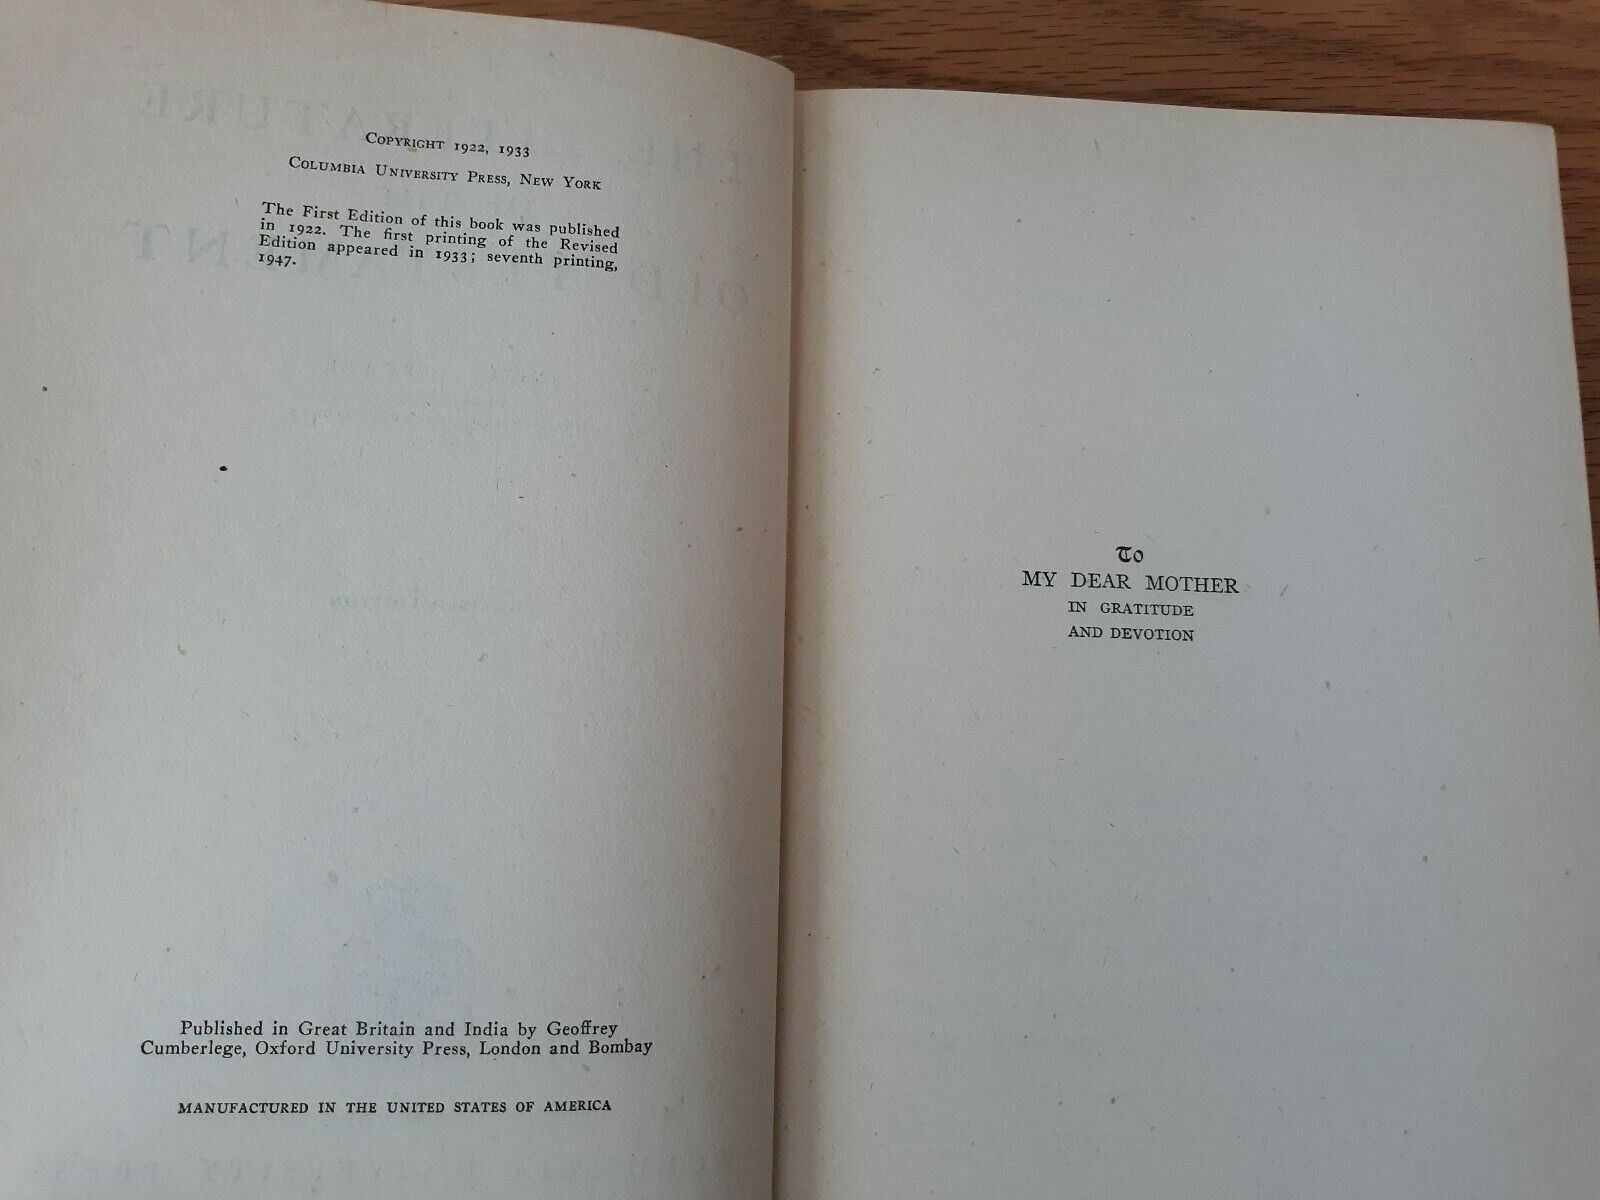 COPYRIGHT 1922, 1933
COLUMBIA UNIVERSITY PRESS, NEW YORK
The First Edition of this book was published
in 1922. The first printing of the Revised
Edition appeared in 1933; seventh printing,
1947.
Published in Great Britain and India by Geoffrey
Cumberlege, Oxford University Press, London and Bombay
MANUFACTURED IN THE UNITED STATES OF AMERICA
To
MY DEAR MOTHER
IN GRATITUDE
AND DEVOTION